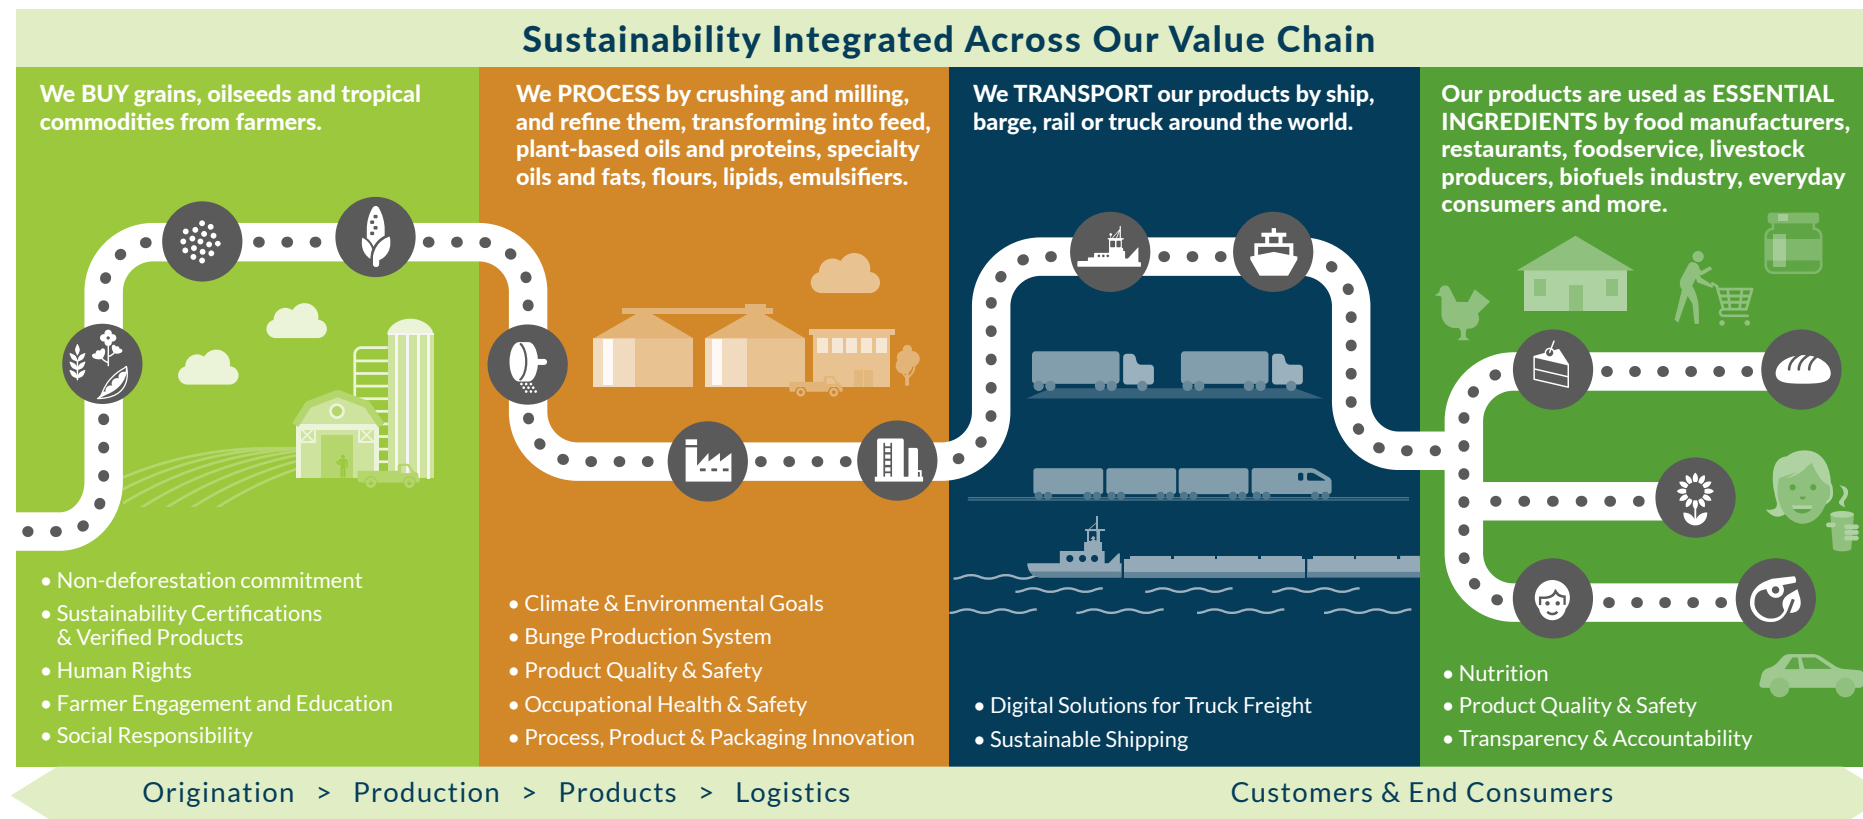 Sustainability Integrated Across Our Value Chain
We BUY grains, oilseeds and tropical
commodities from farmers.
• Non-deforestation commitment
• Sustainability Certifications
& Verified Products
• Human Rights
• Farmer Engagement and Education
• Social Responsibility
We PROCESS by crushing and milling,
and refine them, transforming into feed,
plant-based oils and proteins, specialty
oils and fats, flours, lipids, emulsifiers.
• Climate & Environmental Goals
• Bunge Production System
• Product Quality & Safety
• Occupational Health & Safety
• Process, Product & Packaging Innovation
We TRANSPORT our products by ship,
barge, rail or truck around the world.
• Digital Solutions for Truck Freight
• Sustainable Shipping
Our products are used as ESSENTIAL
INGREDIENTS by food manufacturers,
restaurants, foodservice, livestock
producers, biofuels industry, everyday
consumers and more.
• Nutrition
• Product Quality & Safety
• Transparency & Accountability
Origination > Production > Products > Logistics
Customers & End Consumers